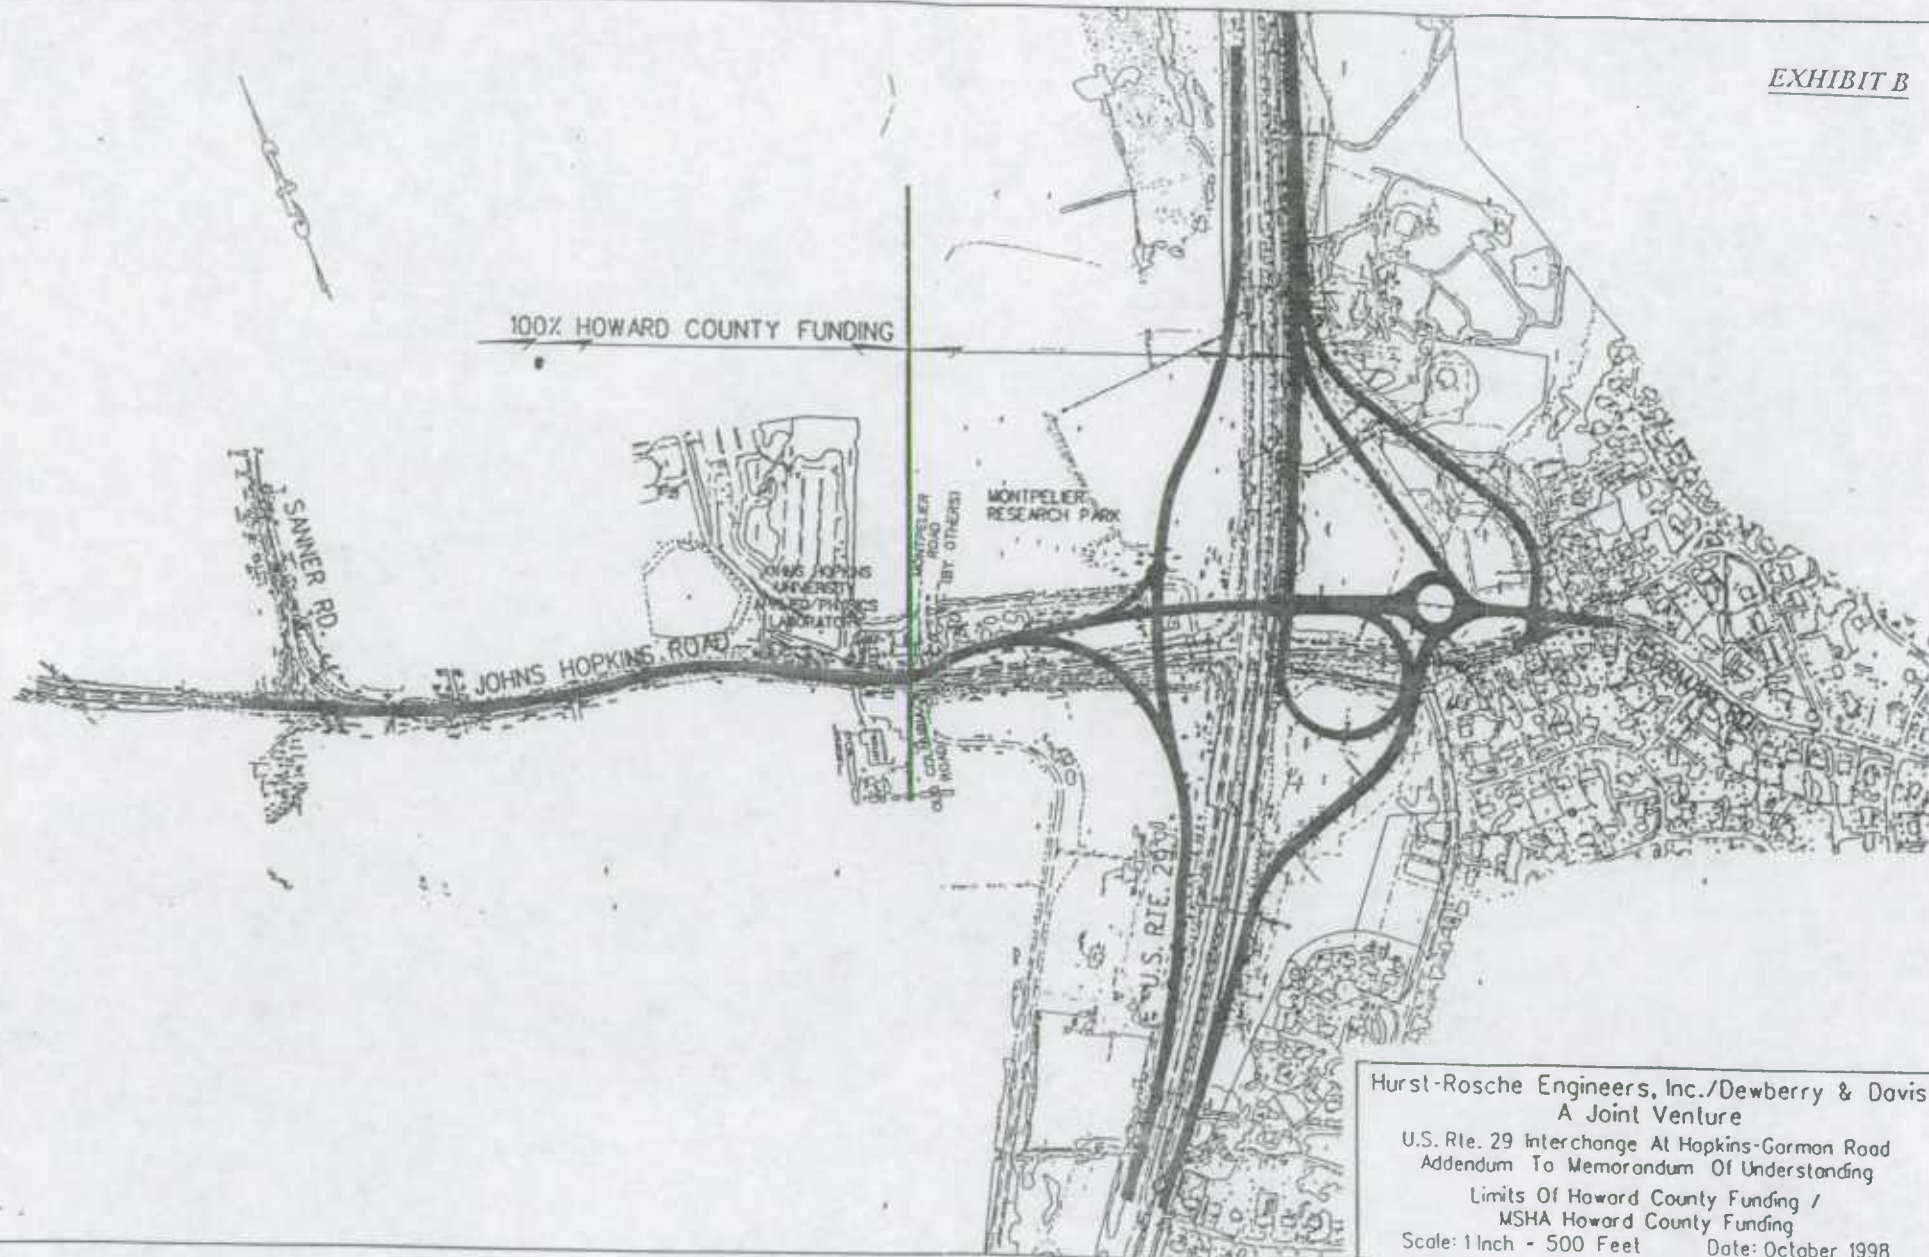 EXHIBIT B
100% HOWARD COUNTY FUNDING
SANNER RD.
JOHNS HOPKINS ROAD
JOHNS HOPKINS
UNIVERSITY
APPLIED/PHYSICS
LABORATORY
MONTPELIER
ROAD
(BY OTHERS)
MONTPELIER
RESEARCH PARK
OLD COLUMBIA
ROAD
GORMAN RD.
U.S. RTE. 29
Hurst-Rosche Engineers, Inc./Dewberry & Davis
A Joint Venture
U.S. Rte. 29 Interchange At Hopkins-Gorman Road
Addendum To Memorandum Of Understanding
Limits Of Howard County Funding /
MSHA Howard County Funding
Scale: 1 Inch - 500 Feet Date: October 1998